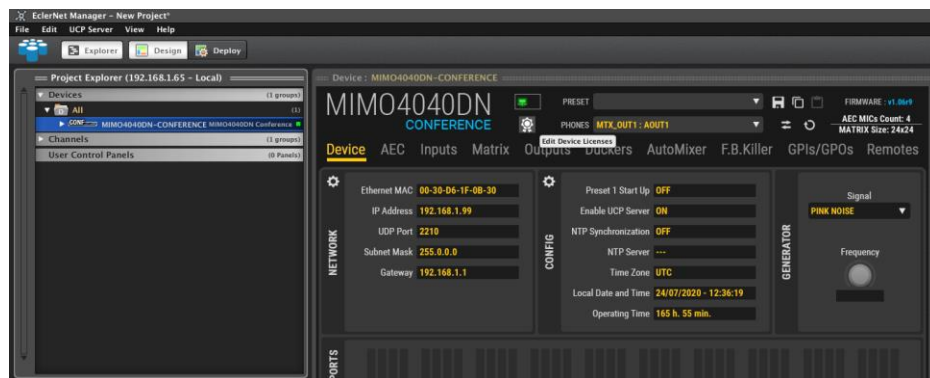 EclerNet Manager - New Project*
File Edit UCP Server View Help
Explorer Design Deploy
Project Explorer (192.168.1.65 - Local)
Devices (1 groups)
All (1)
CONF MIMO4040DN-CONFERENCE MIMO4040DN Conference
Channels (1 groups)
User Control Panels (0 Panels)
Device : MIMO4040DN-CONFERENCE
MIMO4040DN
CONFERENCE
PRESET
PHONES MTX_OUT1 : AOUT1
FIRMWARE : v1.06r9
AEC MICs Count: 4
MATRIX Size: 24x24
Edit Device Licenses
Device AEC Inputs Matrix Outputs Duckers AutoMixer F.B.Killer GPIs/GPOs Remotes
NETWORK
Ethernet MAC 00-30-D6-1F-0B-30
IP Address 192.168.1.99
UDP Port 2210
Subnet Mask 255.0.0.0
Gateway 192.168.1.1
CONFIG
Preset 1 Start Up OFF
Enable UCP Server ON
NTP Synchronization OFF
NTP Server ---
Time Zone UTC
Local Date and Time 24/07/2020 - 12:36:19
Operating Time 165 h. 55 min.
GENERATOR
Signal
PINK NOISE
Frequency
PORTS